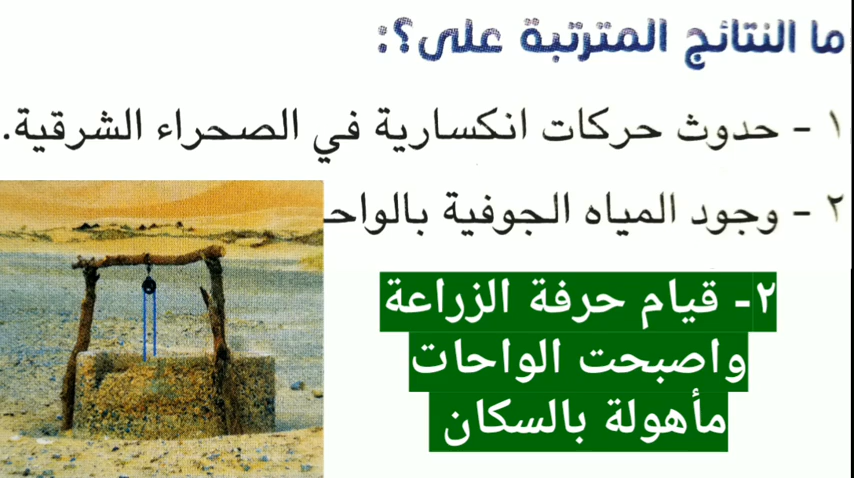 ما النتائج المترتبة على؟:
١ - حدوث حركات انكسارية في الصحراء الشرقية.
٢ - وجود المياه الجوفية
٢- قيام حرفة الزراعة
واصبحت الواحات
مأهولة بالسكان